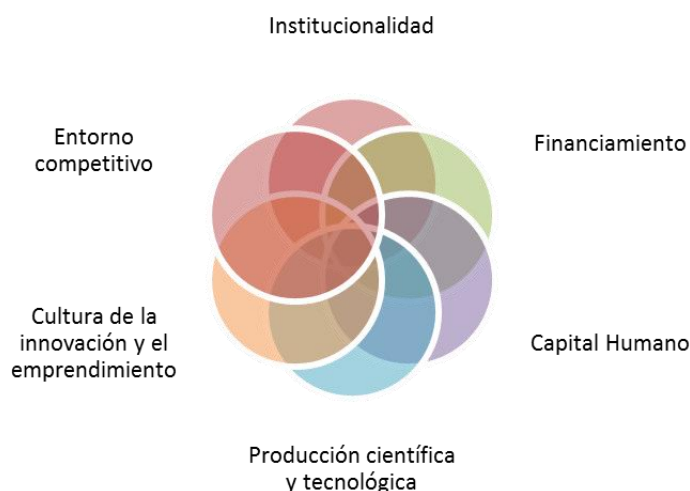 Institucionalidad
Entorno
competitivo
Financiamiento
Cultura de la
innovación y el
emprendimiento
Capital Humano
Producción científica
y tecnológica